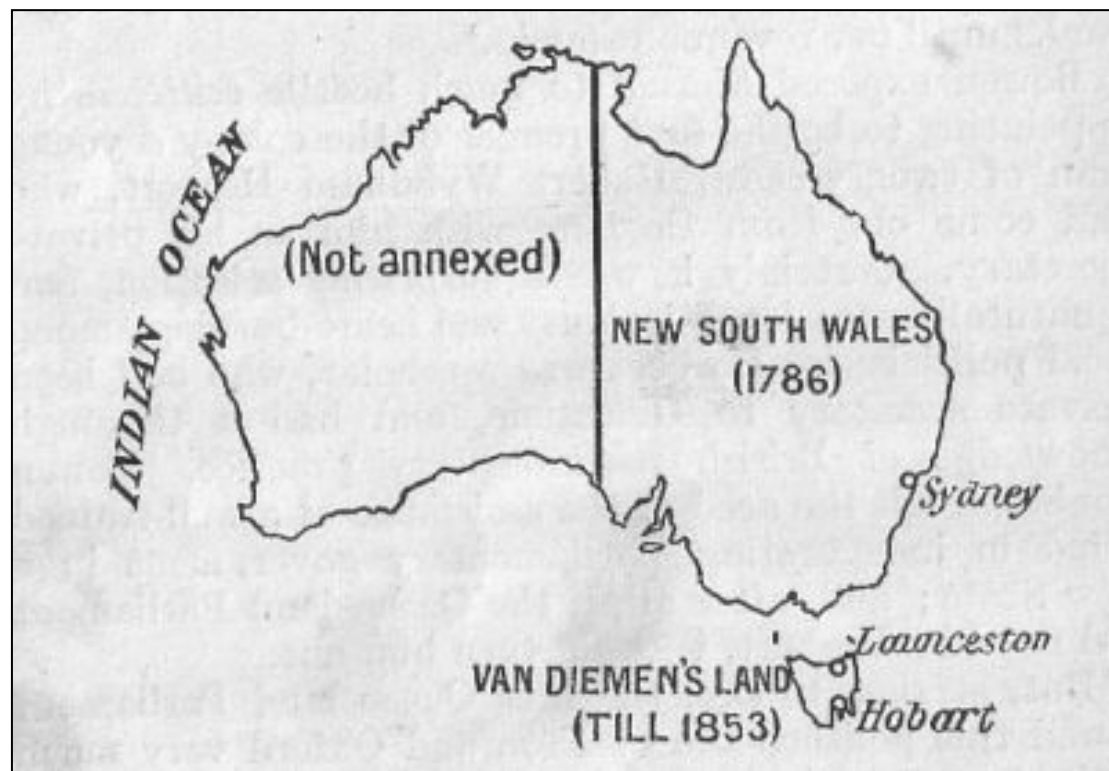 INDIAN OCEAN
(Not annexed)
NEW SOUTH WALES
(1786)
Sydney
Launceston
VAN DIEMEN'S LAND
(TILL 1853)
Hobart